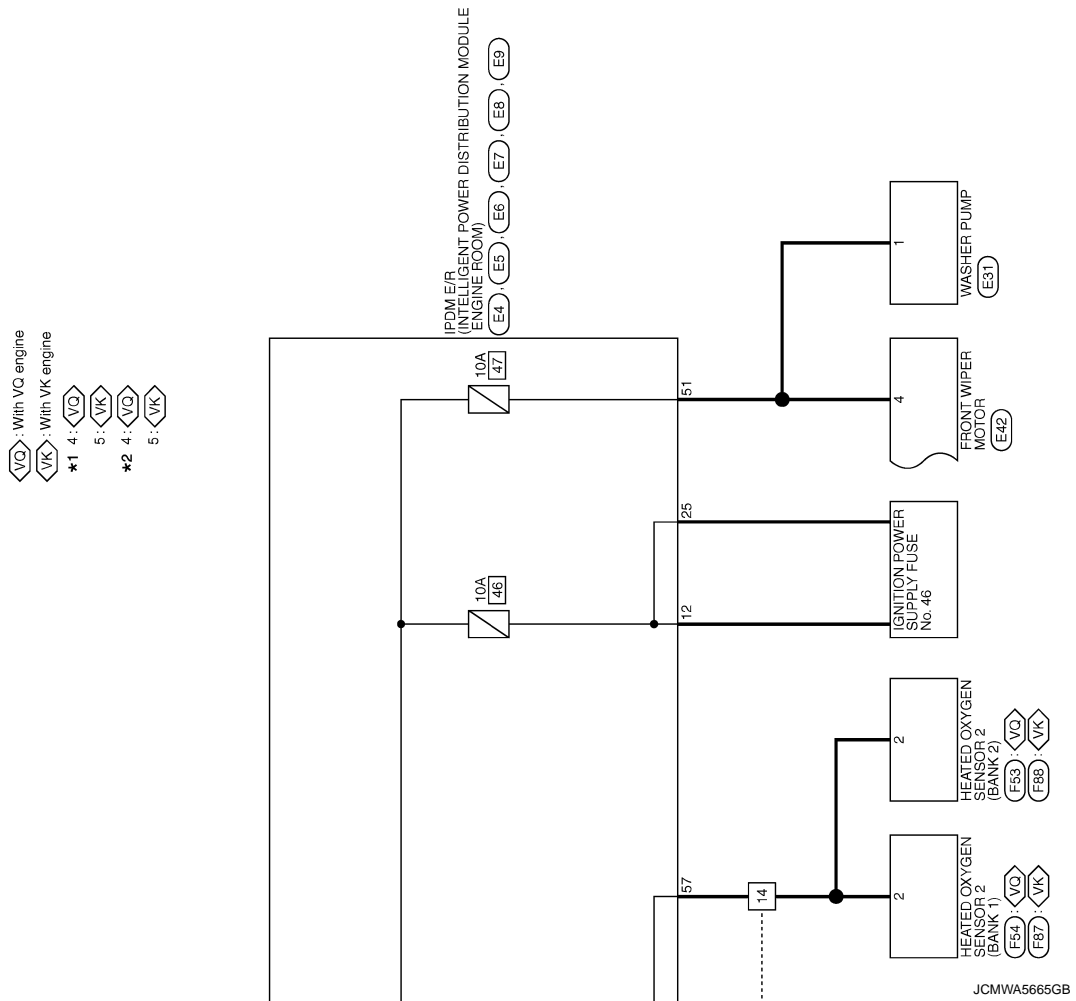 VQ : With VQ engine
VK : With VK engine
*1 4 : VQ
5 : VK
*2 4 : VQ
5 : VK
IPDM E/R
(INTELLIGENT POWER DISTRIBUTION MODULE
ENGINE ROOM)
E4 , E5 , E6 , E7 , E8 , E9
10A
46
10A
47
57
12
25
51
14
2
HEATED OXYGEN
SENSOR 2
(BANK 1)
F54 : VQ
F87 : VK
2
HEATED OXYGEN
SENSOR 2
(BANK 2)
F53 : VQ
F88 : VK
IGNITION POWER
SUPPLY FUSE
No. 46
4
FRONT WIPER
MOTOR
E42
1
WASHER PUMP
E31
JCMWA5665GB